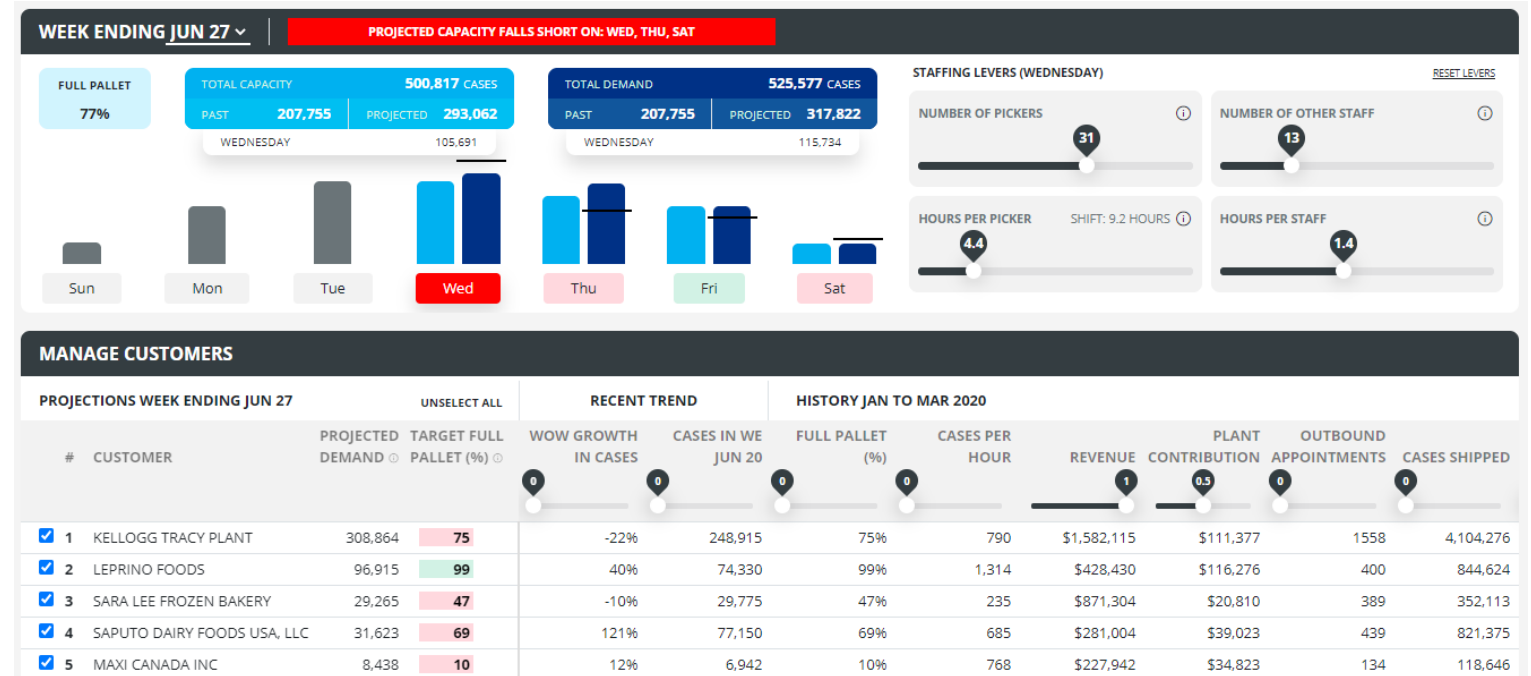 WEEK ENDING JUN 27
PROJECTED CAPACITY FALLS SHORT ON: WED, THU, SAT
FULL PALLET
77%
TOTAL CAPACITY 500,817 CASES
PAST 207,755 PROJECTED 293,062
WEDNESDAY 105,691
TOTAL DEMAND 525,577 CASES
PAST 207,755 PROJECTED 317,822
WEDNESDAY 115,734
Sun Mon Tue Wed Thu Fri Sat
STAFFING LEVERS (WEDNESDAY) RESET LEVERS
NUMBER OF PICKERS
31
NUMBER OF OTHER STAFF
13
HOURS PER PICKER SHIFT: 9.2 HOURS
4.4
HOURS PER STAFF
1.4
MANAGE CUSTOMERS
PROJECTIONS WEEK ENDING JUN 27 UNSELECT ALL RECENT TREND HISTORY JAN TO MAR 2020
PROJECTED TARGET FULL WOW GROWTH CASES IN WE FULL PALLET CASES PER PLANT OUTBOUND
# CUSTOMER DEMAND PALLET (%) IN CASES JUN 20 (%) HOUR REVENUE CONTRIBUTION APPOINTMENTS CASES SHIPPED
0 0 0 0 1 0.5 0 0
1 KELLOGG TRACY PLANT 308,864 75 -22% 248,915 75% 790 $1,582,115 $111,377 1558 4,104,276
2 LEPRINO FOODS 96,915 99 40% 74,330 99% 1,314 $428,430 $116,276 400 844,624
3 SARA LEE FROZEN BAKERY 29,265 47 -10% 29,775 47% 235 $871,304 $20,810 389 352,113
4 SAPUTO DAIRY FOODS USA, LLC 31,623 69 121% 77,150 69% 685 $281,004 $39,023 439 821,375
5 MAXI CANADA INC 8,438 10 12% 6,942 10% 768 $227,942 $34,823 134 118,646